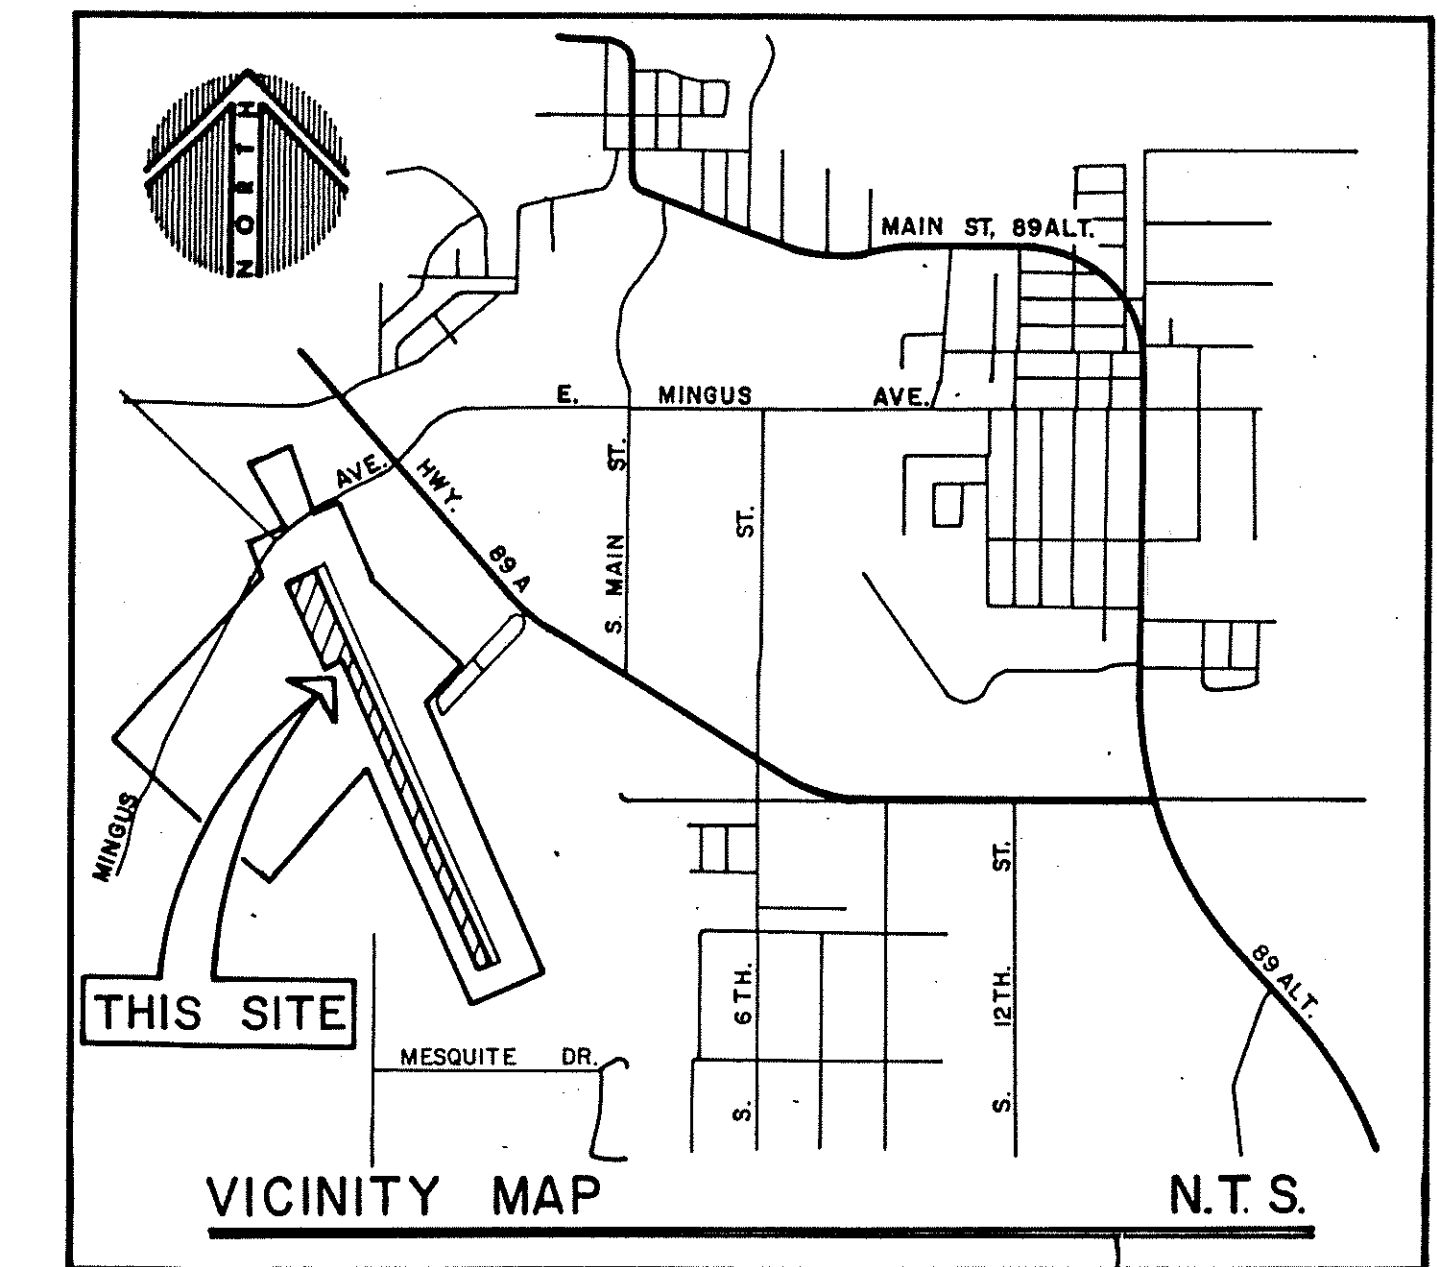 NORTH
MAIN ST, 89ALT.
E. MINGUS AVE.
AVE.
HWY. 89A
S. MAIN ST.
ST.
MINGUS
ST.
89 ALT.
THIS SITE
S. 6TH.
S. 12TH.
MESQUITE DR.
VICINITY MAP N.T.S.